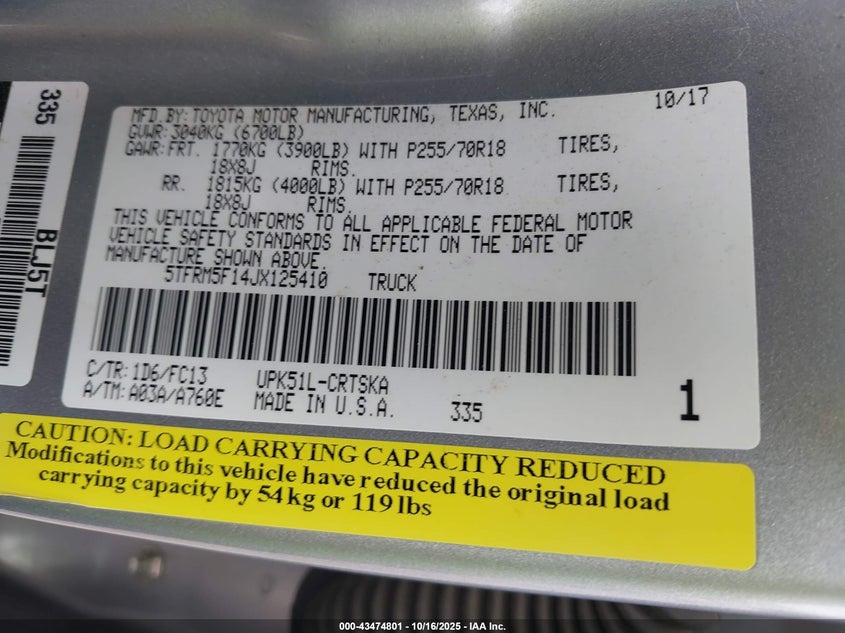 335
BLJ5T
MFD.BY:TOYOTA MOTOR MANUFACTURING, TEXAS, INC. 10/17
GVWR:3040KG (6700LB)
GAWR:FRT. 1770KG (3900LB) WITH P255/70R18 TIRES,
18X8J RIMS.
RR. 1815KG (4000LB) WITH P255/70R18 TIRES,
18X8J RIMS.
THIS VEHICLE CONFORMS TO ALL APPLICABLE FEDERAL MOTOR
VEHICLE SAFETY STANDARDS IN EFFECT ON THE DATE OF
MANUFACTURE SHOWN ABOVE.
5TFRM5F14JX125410 TRUCK
C/TR:1D6/FC13 UPK51L-CRTSKA
A/TM:A03A/A760E MADE IN U.S.A. 335 1
CAUTION: LOAD CARRYING CAPACITY REDUCED
Modifications to this vehicle have reduced the original load
carrying capacity by 54 kg or 119 lbs
000-43474801 - 10/16/2025 - IAA Inc.